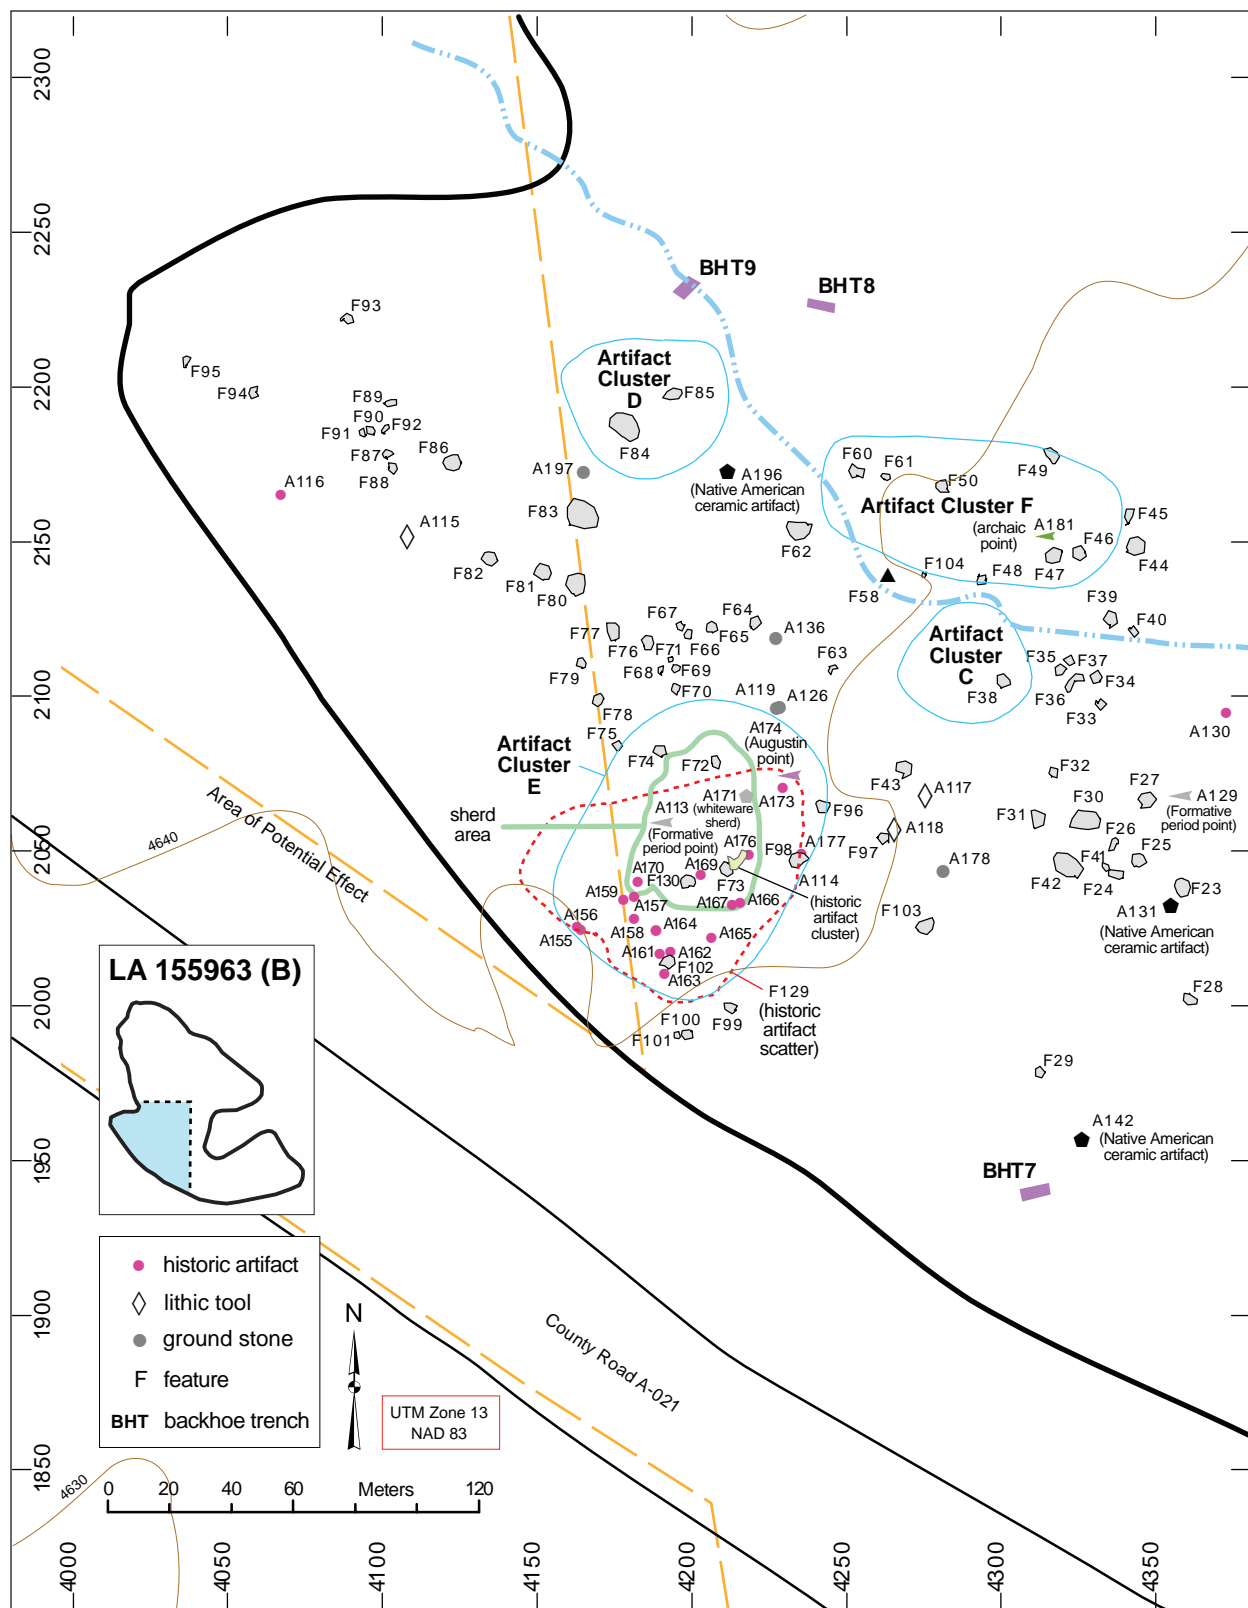 2300
2250
2200
2150
2100
2050
2000
1950
1900
1850
4000
4050
4100
4150
4200
4250
4300
4350
BHT9
BHT8
F93
F95
F94
F89
F90
F91
F92
F87
F88
F86
A116
A115
Artifact
Cluster
D
F85
F84
A197
A196
(Native American
ceramic artifact)
F83
F82
F81
F80
F62
F60
F61
F50
F49
Artifact Cluster F
(archaic
point)
A181
F45
F46
F44
F47
F48
F104
F58
F39
F40
Artifact
Cluster
C
F38
F35
F37
F34
F36
F33
A130
F77
F76
F67
F64
F66
F65
F71
F68
F69
F70
A136
F63
F79
F78
F75
A119
A126
A174
(Augustin
point)
Artifact
Cluster
E
F74
F72
sherd
area
A113
(Formative
period point)
A171
(whiteware
sherd)
A173
F96
F43
A117
A118
F97
F32
F27
A129
(Formative
period point)
F31
F30
F26
F25
F41
F42
F24
F23
A131
(Native American
ceramic artifact)
A178
F103
A176
F98
A177
A114
(historic
artifact
cluster)
A170
F130
A169
F73
A159
A157
A167
A166
A156
A155
A158
A164
A165
A161
A162
F102
A163
F129
(historic
artifact
scatter)
F100
F101
F99
F28
F29
A142
(Native American
ceramic artifact)
BHT7
Area of Potential Effect
4640
4630
County Road A-021
LA 155963 (B)
historic artifact
lithic tool
ground stone
F feature
BHT backhoe trench
N
UTM Zone 13
NAD 83
0 20 40 60 Meters 120